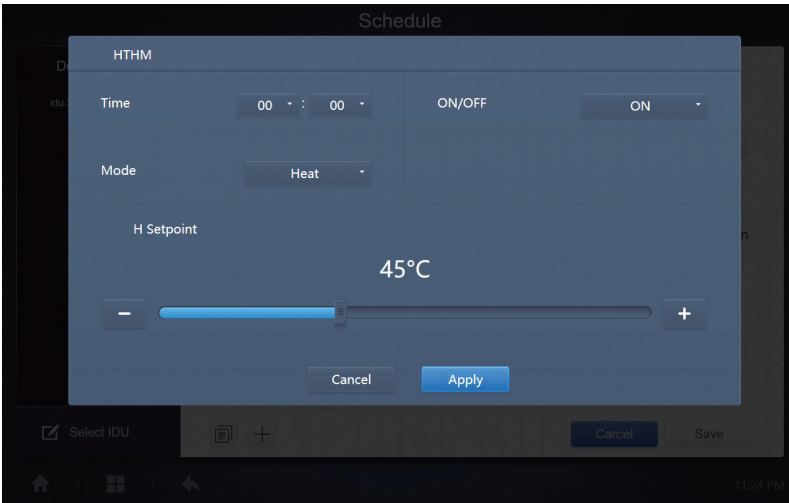 Schedule
HTHM
Time 00 : 00 ON/OFF ON
Mode Heat
H Setpoint
45°C
− +
Cancel Apply
Select IDU Cancel Save
11:24 PM